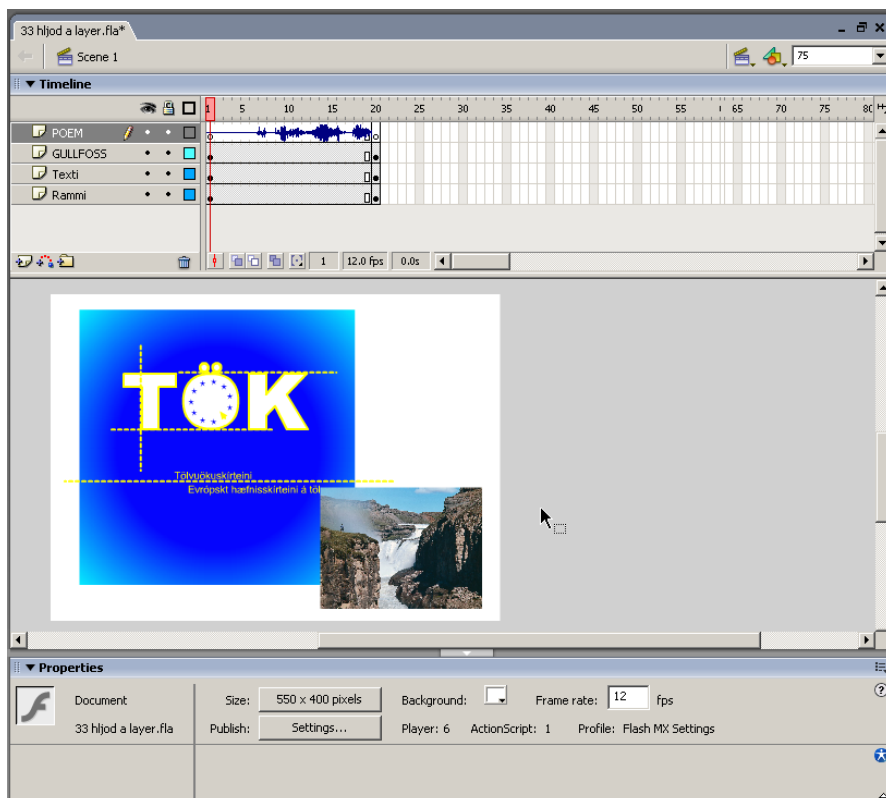 33 hljod a layer.fla*
Scene 1
75
Timeline
1 5 10 15 20 25 30 35 40 45 50 55 65 70 75 80
POEM
GULLFOSS
Texti
Rammi
1 12.0 fps 0.0s
TÖK
Tölvuökuskírteini
Evrópskt hæfnisskírteini á töl
Properties
Document Size: 550 x 400 pixels Background: Frame rate: 12 fps
33 hljod a layer.fla Publish: Settings... Player: 6 ActionScript: 1 Profile: Flash MX Settings